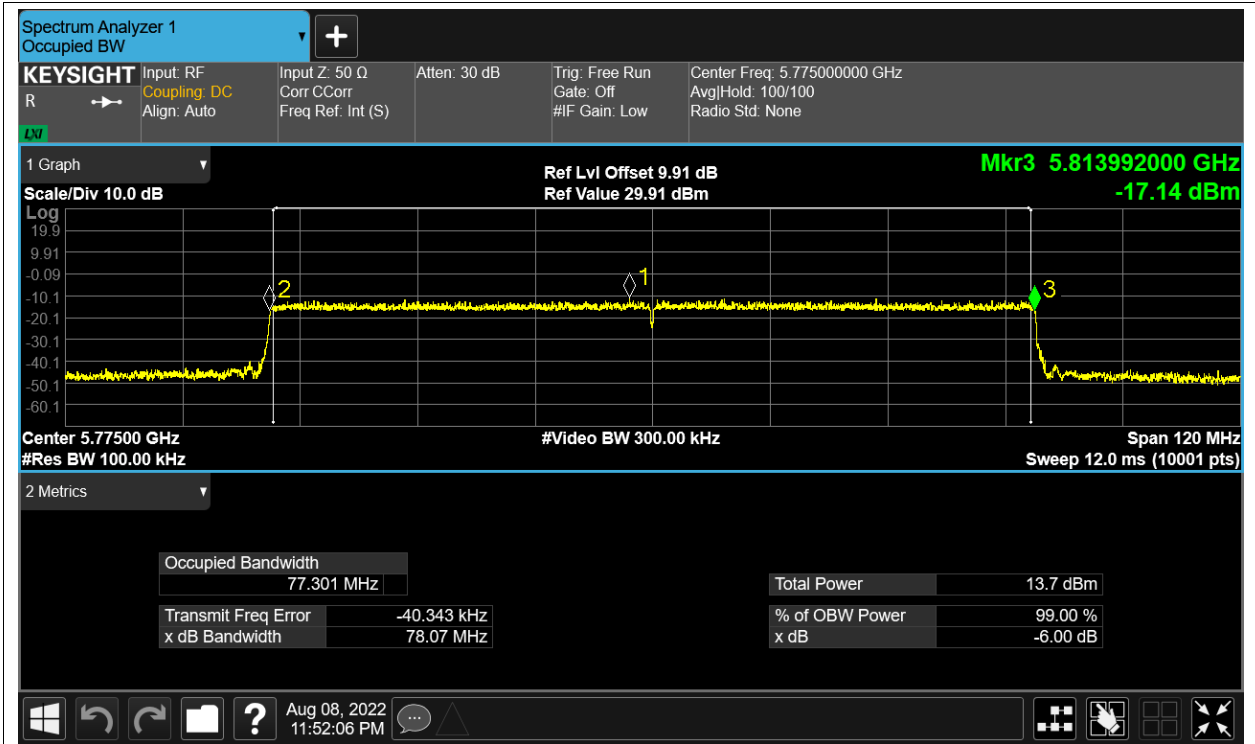 Spectrum Analyzer 1
Occupied BW
KEYSIGHT
R
LXI
Input: RF
Coupling: DC
Align: Auto
Input Z: 50 Ω
Corr CCorr
Freq Ref: Int (S)
Atten: 30 dB
Trig: Free Run
Gate: Off
#IF Gain: Low
Center Freq: 5.775000000 GHz
Avg|Hold: 100/100
Radio Std: None
1 Graph
Scale/Div 10.0 dB
Ref Lvl Offset 9.91 dB
Ref Value 29.91 dBm
Mkr3 5.813992000 GHz
-17.14 dBm
Log
19.9
9.91
-0.09
-10.1
-20.1
-30.1
-40.1
-50.1
-60.1
2
1
3
Center 5.77500 GHz
#Res BW 100.00 kHz
#Video BW 300.00 kHz
Span 120 MHz
Sweep 12.0 ms (10001 pts)
2 Metrics
Occupied Bandwidth
77.301 MHz
Transmit Freq Error -40.343 kHz
x dB Bandwidth 78.07 MHz
Total Power 13.7 dBm
% of OBW Power 99.00 %
x dB -6.00 dB
?
Aug 08, 2022
11:52:06 PM